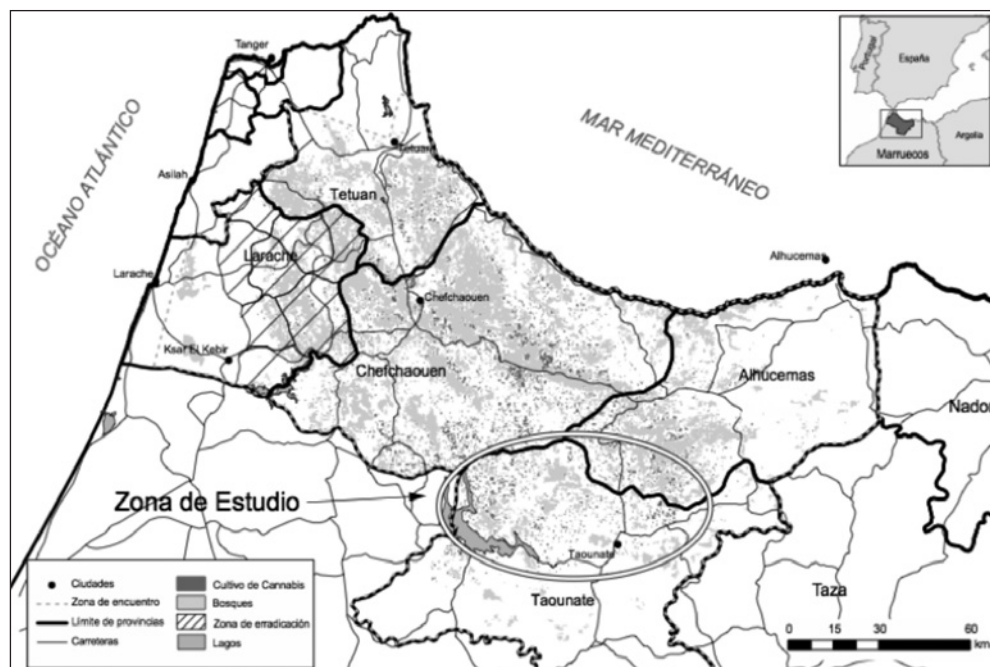 Tanger
OCÉANO ATLÁNTICO
MAR MEDITERRÁNEO
Portugal
España
Argelia
Marruecos
Tetuan
Asilah
Tetuan
Larache
Larache
Alhucemas
Chefchaouen
Ksar El Kebir
Chefchaouen
Alhucemas
Nador
Zona de Estudio
Taounate
Taounate
Taza
Ciudades
Zona de encuentro
Límite de provincias
Carreteras
Cultivo de Cannabis
Bosques
Zona de erradicación
Lagos
0 15 30 60
km